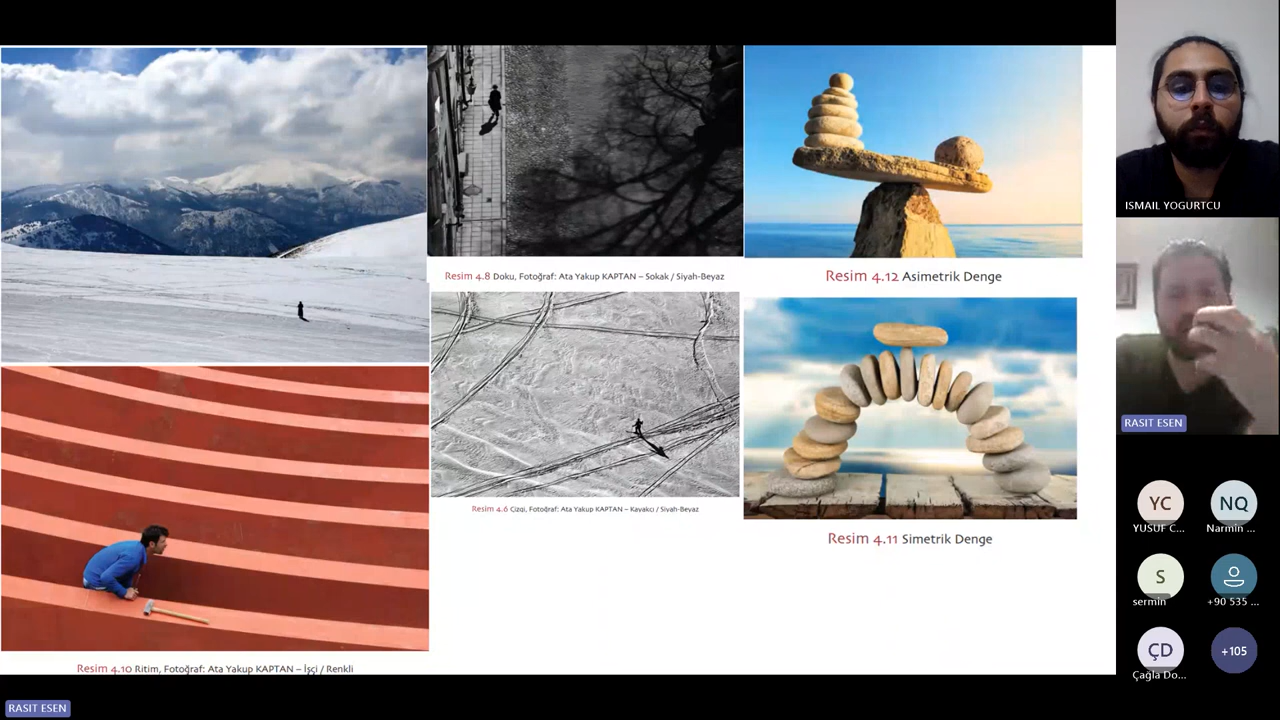 Resim 4.8 Doku, Fotoğraf: Ata Yakup KAPTAN – Sokak / Siyah-Beyaz
Resim 4.12 Asimetrik Denge
Resim 4.6 Çizgi, Fotoğraf: Ata Yakup KAPTAN – Kayakçı / Siyah-Beyaz
Resim 4.11 Simetrik Denge
Resim 4.10 Ritim, Fotoğraf: Ata Yakup KAPTAN – İşçi / Renkli
ISMAIL YOGURTCU
RASIT ESEN
YC
NQ
YUSUF C...
Narmin ...
S
sermin
+90 535 ...
ÇD
+105
Çağla Do...
RASIT ESEN